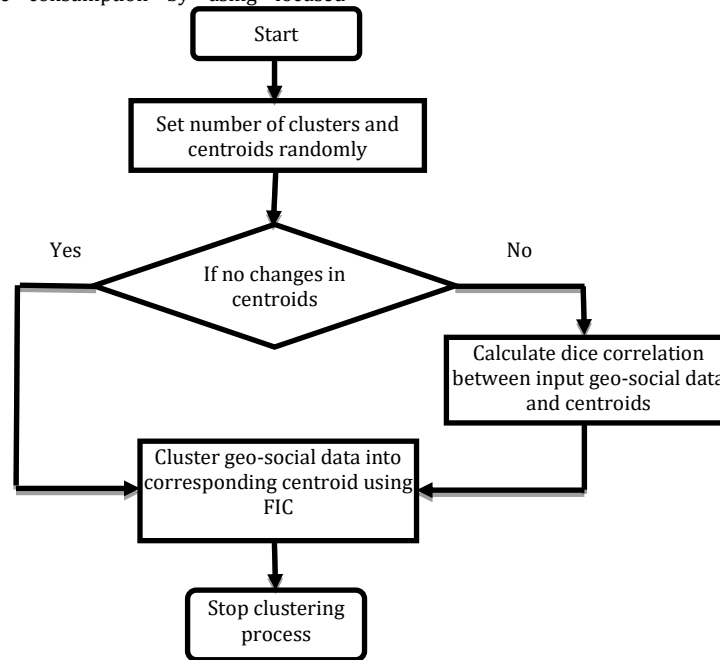 consumption by using focused
Start
Set number of clusters and
centroids randomly
Yes
No
If no changes in
centroids
Calculate dice correlation
between input geo-social data
and centroids
Cluster geo-social data into
corresponding centroid using
FIC
Stop clustering
process